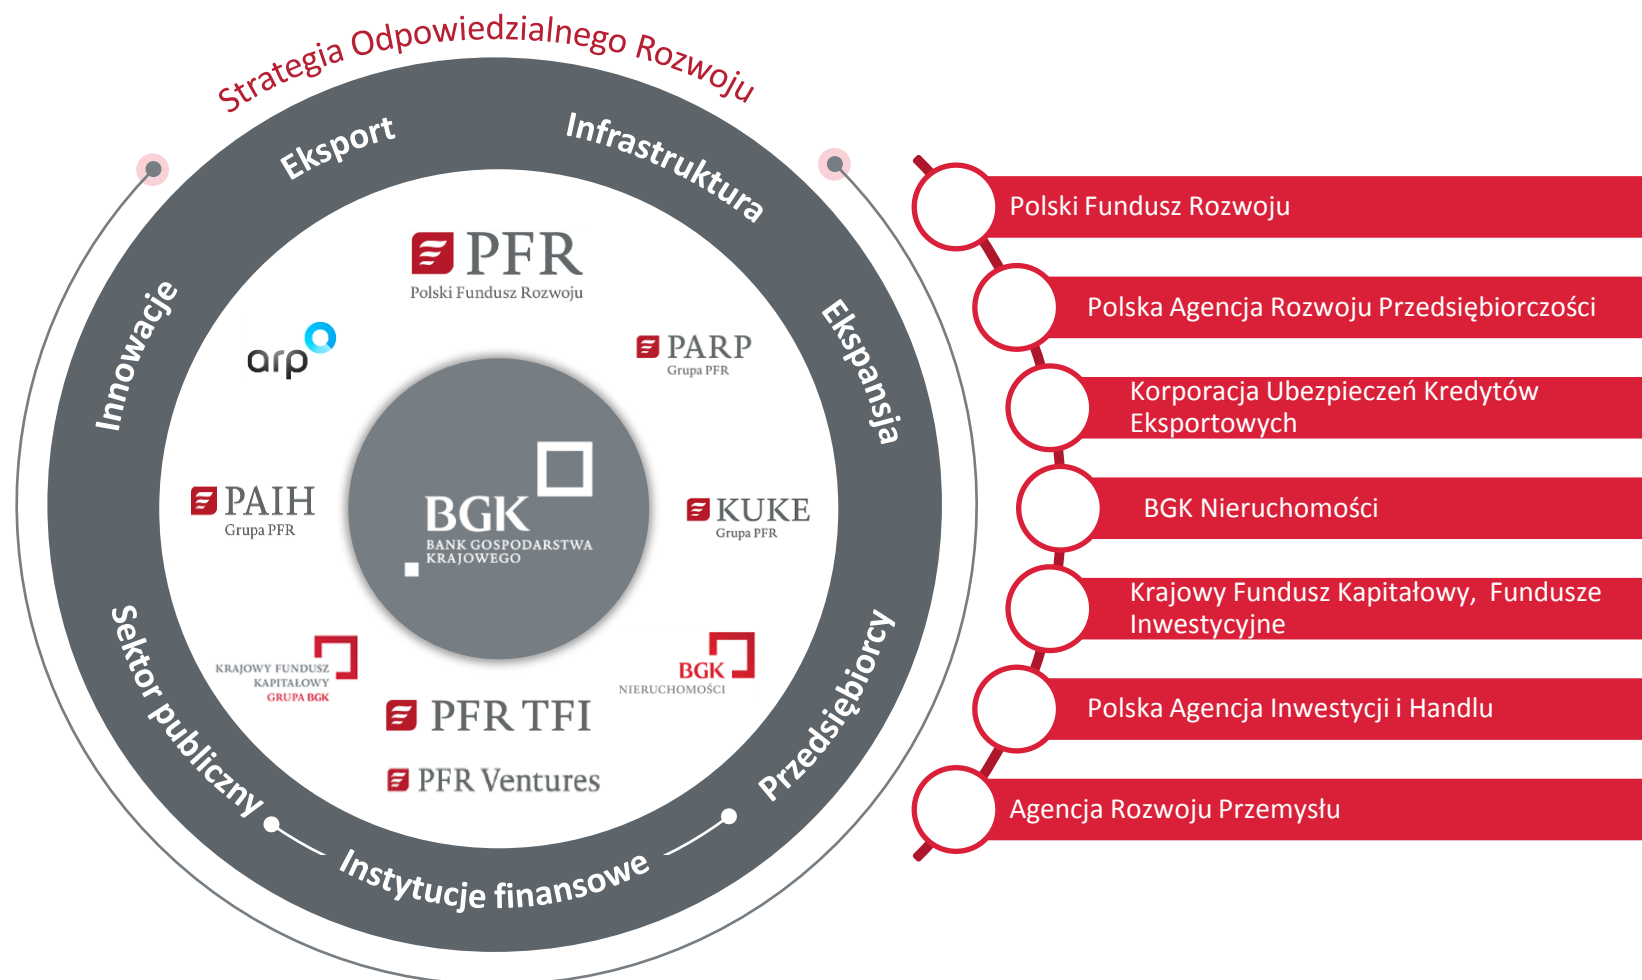 Strategia Odpowiedzialnego Rozwoju
Eksport
Infrastruktura
Innowacje
Ekspansja
Sektor publiczny
Przedsiębiorcy
Instytucje finansowe
PFR
Polski Fundusz Rozwoju
arp
PARP
Grupa PFR
PAIH
Grupa PFR
BGK
BANK GOSPODARSTWA
KRAJOWEGO
KUKE
Grupa PFR
KRAJOWY FUNDUSZ
KAPITAŁOWY
GRUPA BGK
BGK
NIERUCHOMOŚCI
PFR TFI
PFR Ventures
Polski Fundusz Rozwoju
Polska Agencja Rozwoju Przedsiębiorczości
Korporacja Ubezpieczeń Kredytów
Eksportowych
BGK Nieruchomości
Krajowy Fundusz Kapitałowy, Fundusze
Inwestycyjne
Polska Agencja Inwestycji i Handlu
Agencja Rozwoju Przemysłu